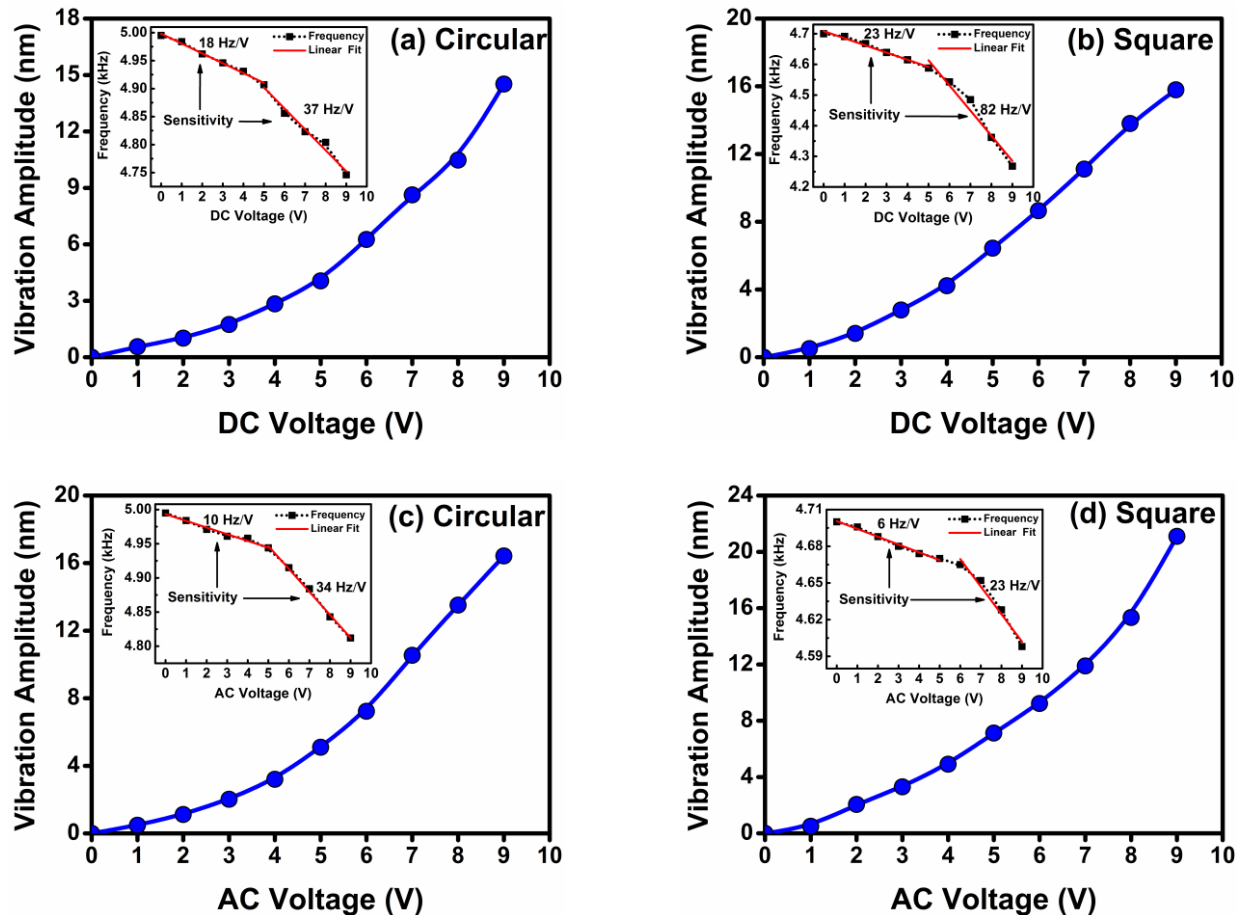 (a) Circular
Vibration Amplitude (nm)
18
15
12
9
6
3
0
0 1 2 3 4 5 6 7 8 9 10
DC Voltage (V)
Frequency (kHz)
5.00
4.95
4.90
4.85
4.80
4.75
0 1 2 3 4 5 6 7 8 9 10
DC Voltage (V)
18 Hz/V
Frequency
Linear Fit
37 Hz/V
Sensitivity
(b) Square
Vibration Amplitude (nm)
20
16
12
8
4
0
0 1 2 3 4 5 6 7 8 9 10
DC Voltage (V)
Frequency (kHz)
4.7
4.6
4.5
4.4
4.3
4.2
0 1 2 3 4 5 6 7 8 9 10
DC Voltage (V)
23 Hz/V
Frequency
Linear Fit
82 Hz/V
Sensitivity
(c) Circular
Vibration Amplitude (nm)
20
16
12
8
4
0
0 1 2 3 4 5 6 7 8 9 10
AC Voltage (V)
Frequency (kHz)
5.00
4.95
4.90
4.85
4.80
0 1 2 3 4 5 6 7 8 9 10
AC Voltage (V)
10 Hz/V
Frequency
Linear Fit
34 Hz/V
Sensitivity
(d) Square
Vibration Amplitude (nm)
24
20
16
12
8
4
0
0 1 2 3 4 5 6 7 8 9 10
AC Voltage (V)
Frequency (kHz)
4.71
4.68
4.65
4.62
4.59
0 1 2 3 4 5 6 7 8 9 10
AC Voltage (V)
6 Hz/V
Frequency
Linear Fit
23 Hz/V
Sensitivity